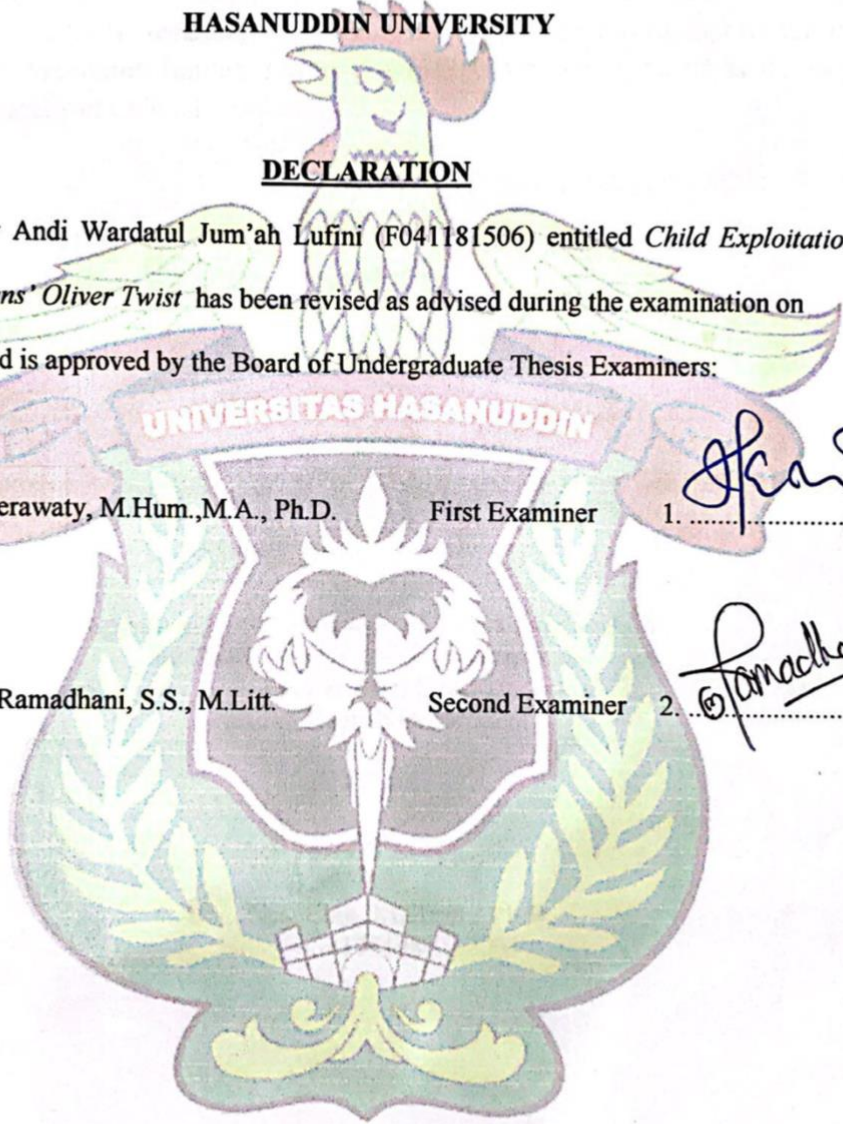 HASANUDDIN UNIVERSITY
DECLARATION
Andi Wardatul Jum’ah Lufini (F041181506) entitled Child Exploitatio
ns’ Oliver Twist has been revised as advised during the examination on
d is approved by the Board of Undergraduate Thesis Examiners:
UNIVERSITAS HASANUDDIN
erawaty, M.Hum.,M.A., Ph.D. First Examiner 1. ........................
Ramadhani, S.S., M.Litt. Second Examiner 2. ........................